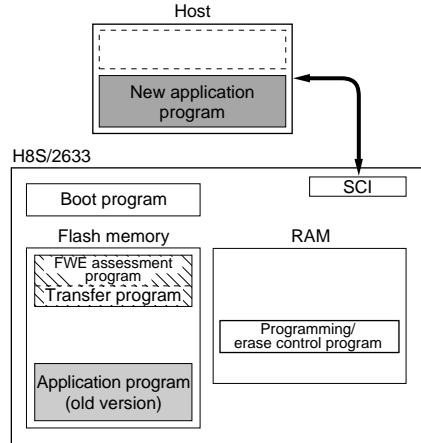 Host
New application
program
H8S/2633
SCI
Boot program
Flash memory
RAM
FWE assessment
program
Transfer program
Programming/
erase control program
Application program
(old version)